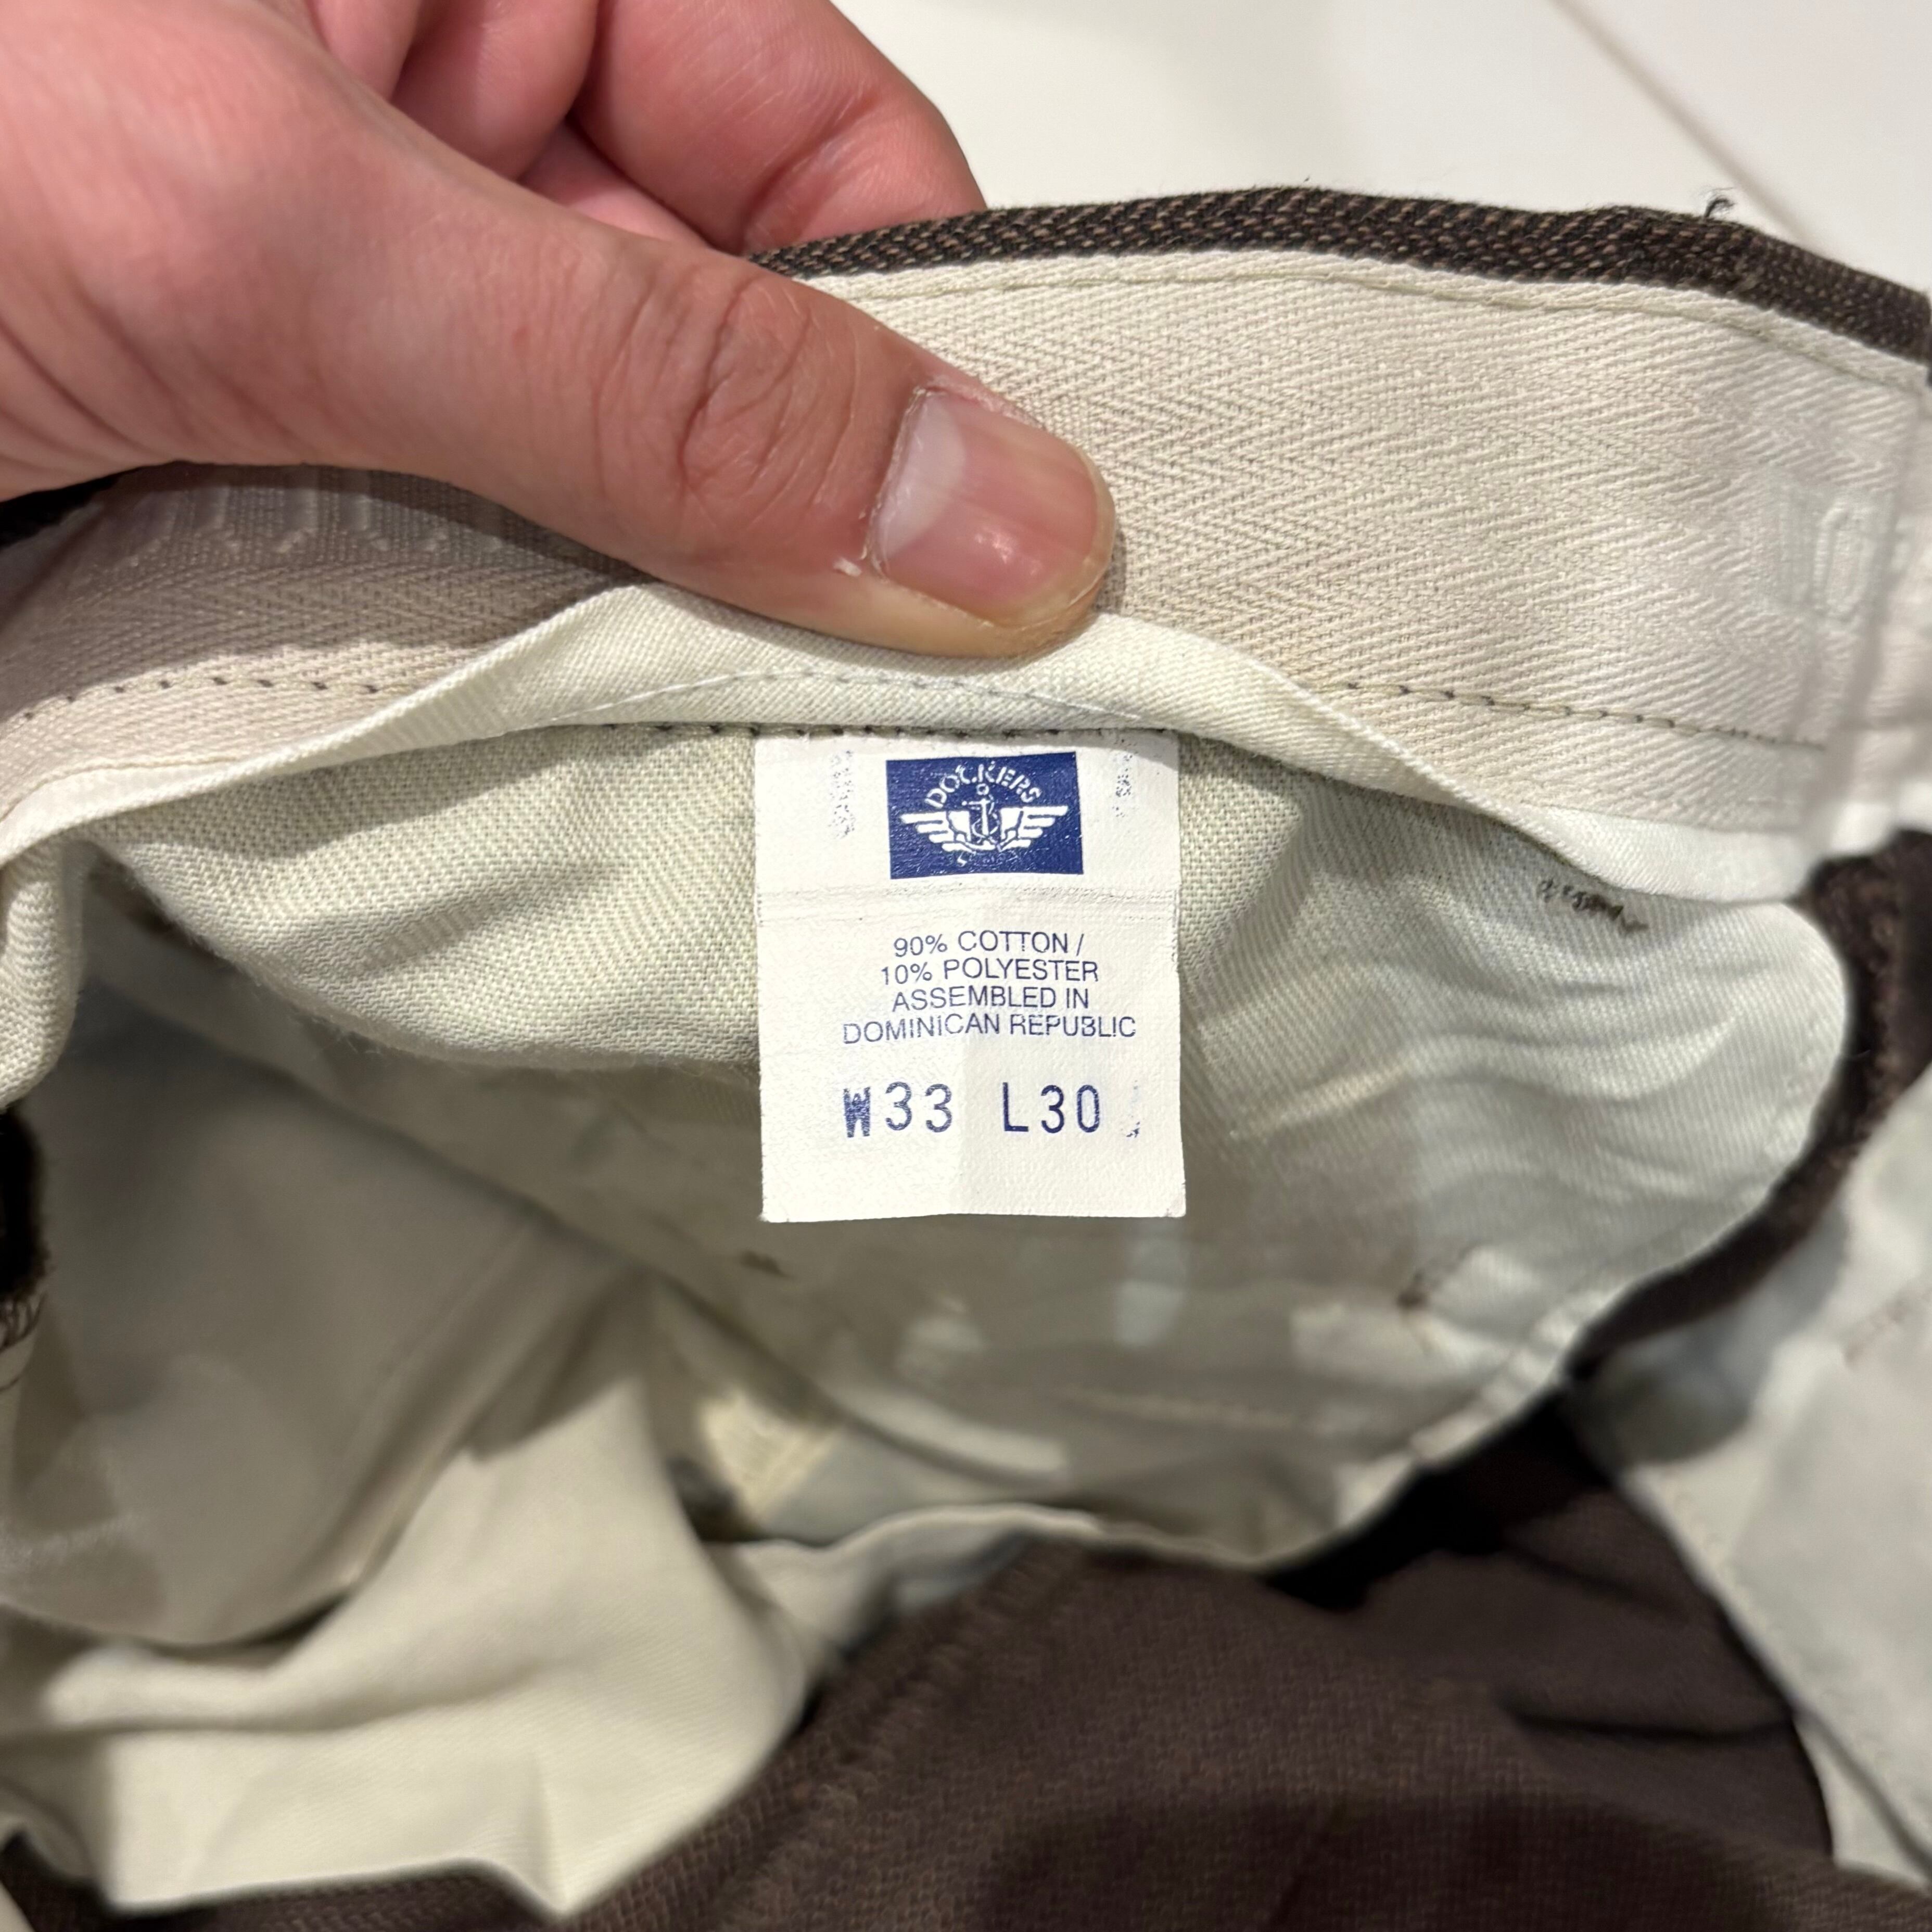 DOCKERS
90% COTTON /
10% POLYESTER
ASSEMBLED IN
DOMINICAN REPUBLIC
W33 L30